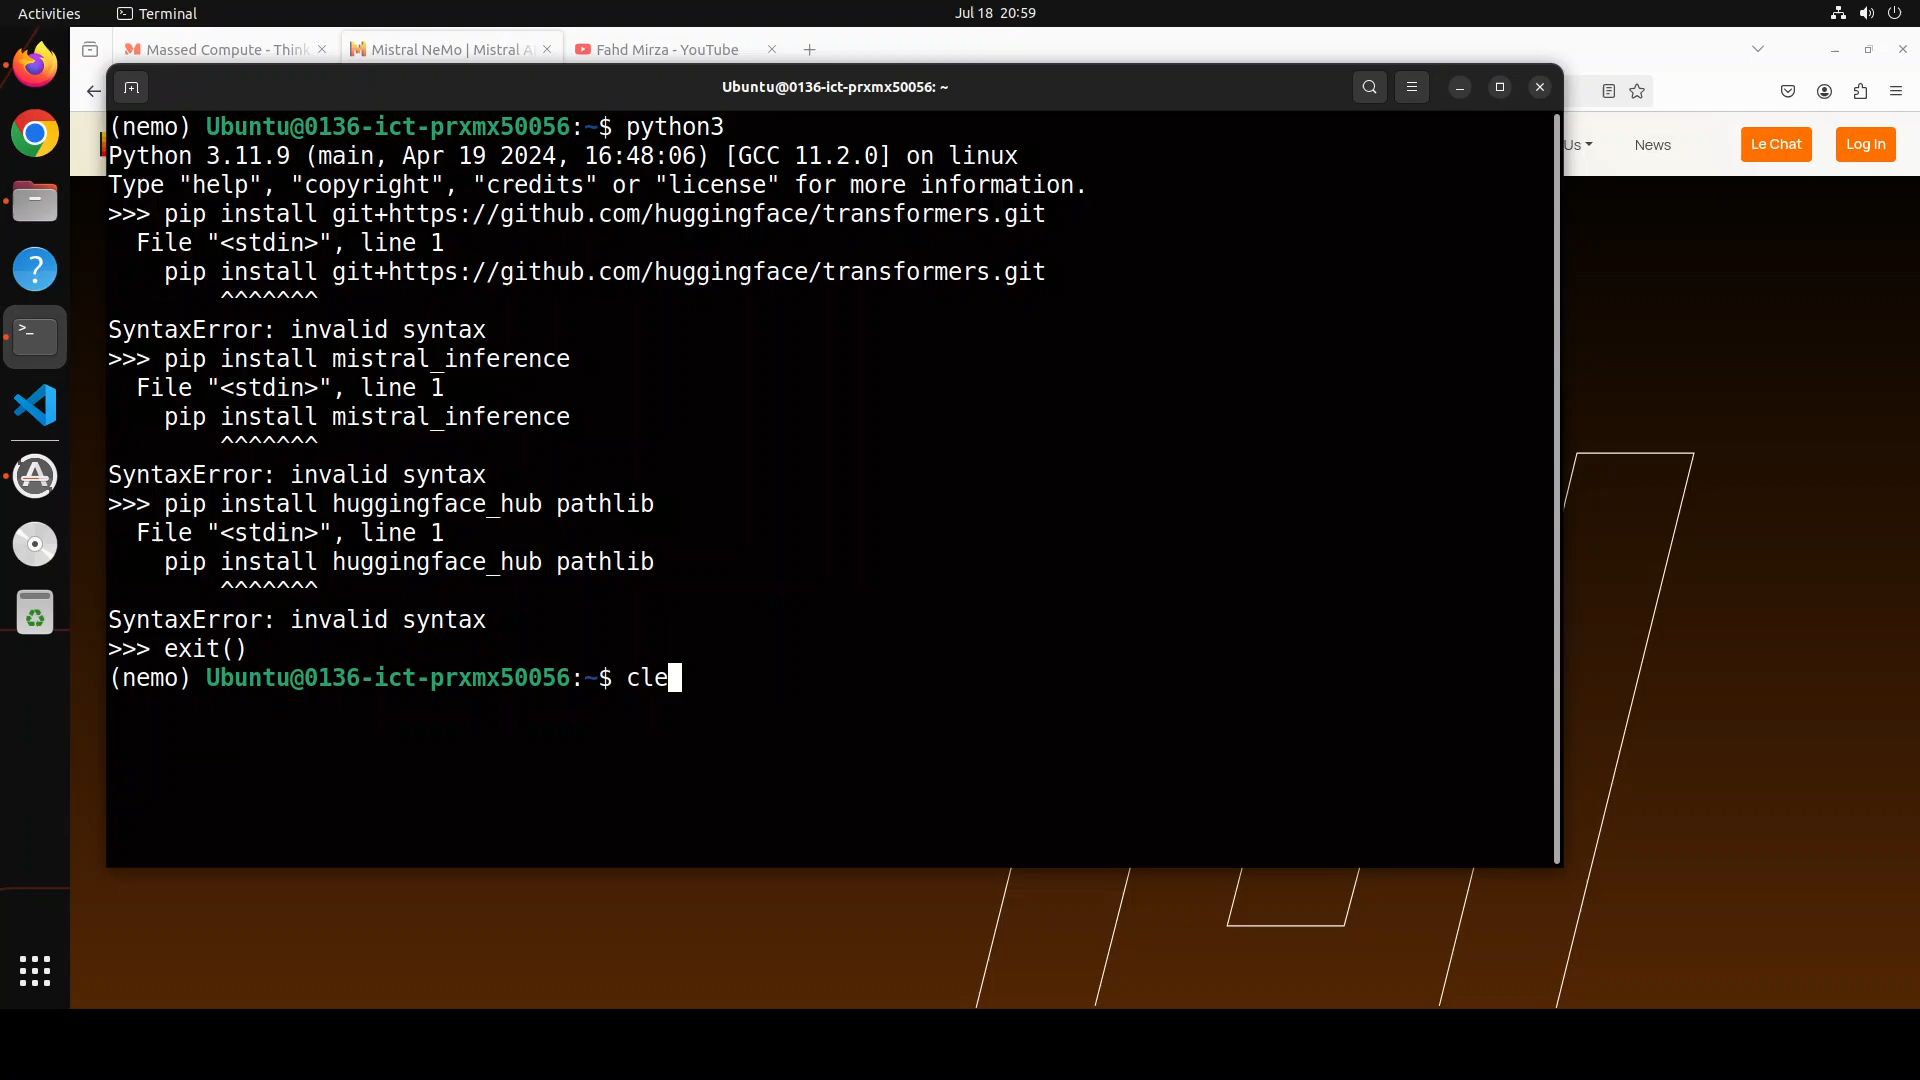 Activities
Terminal
Jul 18 20:59
Massed Compute - Think
Mistral NeMo | Mistral A
Fahd Mirza - YouTube
Ubuntu@0136-ict-prxmx50056: ~
Us
News
Le Chat
Log In
(nemo) Ubuntu@0136-ict-prxmx50056:~$ python3
Python 3.11.9 (main, Apr 19 2024, 16:48:06) [GCC 11.2.0] on linux
Type "help", "copyright", "credits" or "license" for more information.
>>> pip install git+https://github.com/huggingface/transformers.git
  File "<stdin>", line 1
    pip install git+https://github.com/huggingface/transformers.git
        ^^^^^^^
SyntaxError: invalid syntax
>>> pip install mistral_inference
  File "<stdin>", line 1
    pip install mistral_inference
        ^^^^^^^
SyntaxError: invalid syntax
>>> pip install huggingface_hub pathlib
  File "<stdin>", line 1
    pip install huggingface_hub pathlib
        ^^^^^^^
SyntaxError: invalid syntax
>>> exit()
(nemo) Ubuntu@0136-ict-prxmx50056:~$ cle